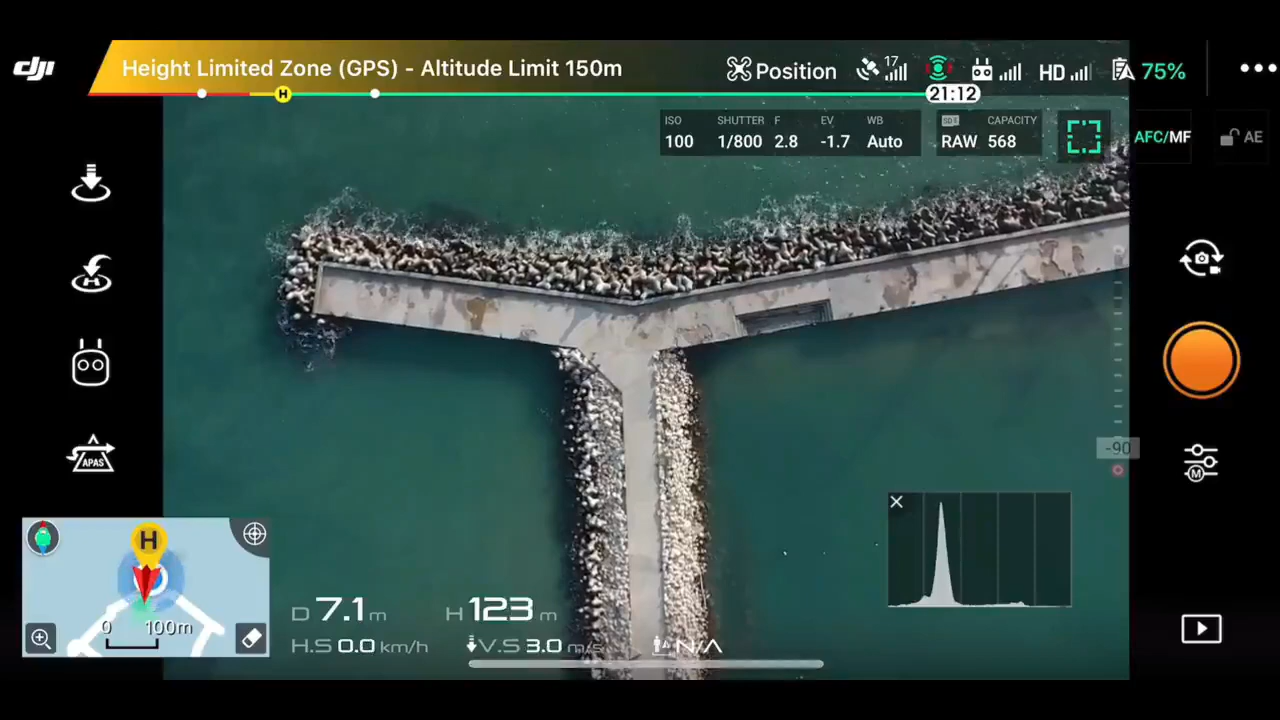 dji
Height Limited Zone (GPS) - Altitude Limit 150m
Position
17
HD
75%
H
21:12
ISO SHUTTER F EV WB
100 1/800 2.8 -1.7 Auto
CAPACITY
RAW 568
AFC/MF
AE
H
APAS
-90
M
H
0 100m
D 7.1 m
H 123 m
H.S 0.0 km/h
V.S 3.0 m/s
N/A